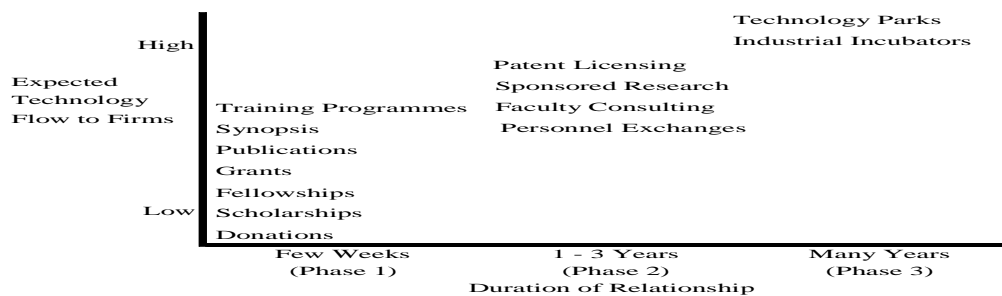 Technology Parks
High
Industrial Incubators
Patent Licensing
Expected
Technology
Flow to Firms
Sponsored Research
Training Programmes
Faculty Consulting
Synopsis
Personnel Exchanges
Publications
Grants
Fellowships
Low
Scholarships
Donations
Few Weeks
(Phase 1)
1 - 3 Years
(Phase 2)
Many Years
(Phase 3)
Duration of Relationship